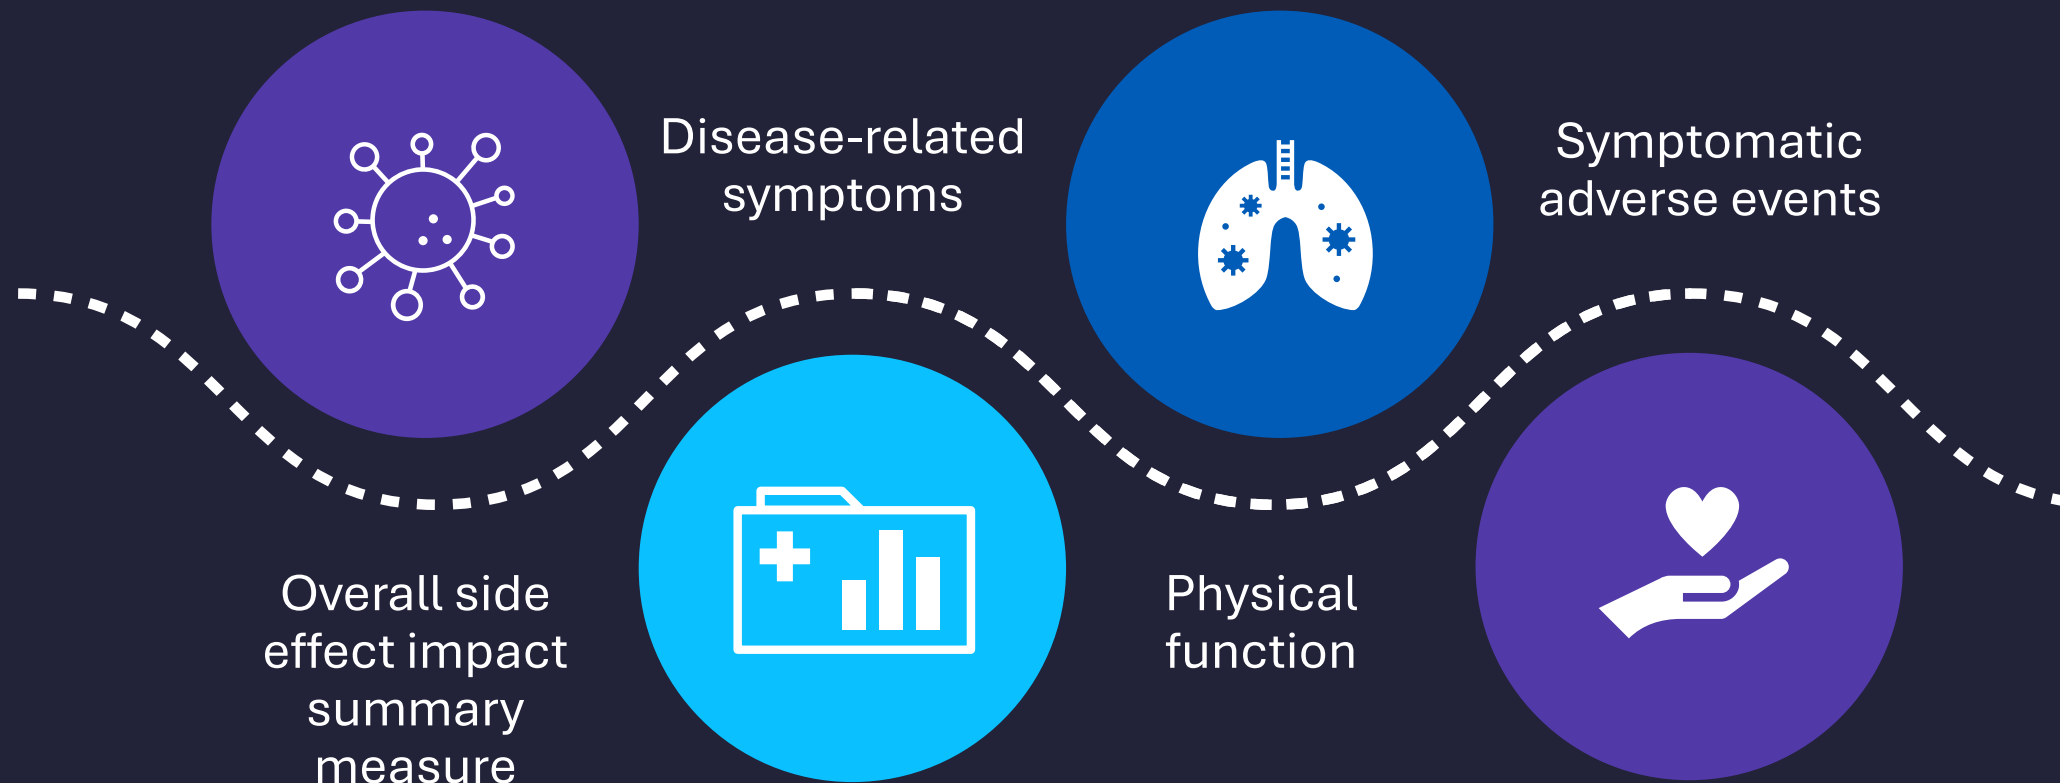 Disease-related
symptoms
Symptomatic
adverse events
Overall side
effect impact
summary
measure
Physical
function